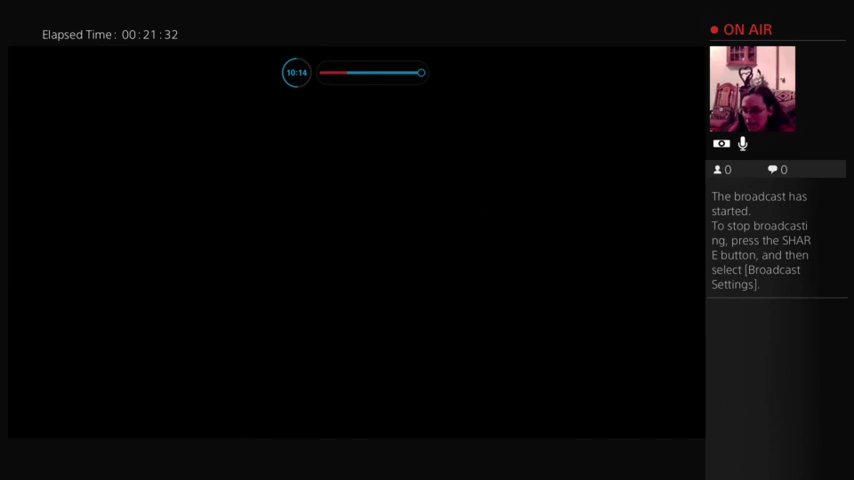 Elapsed Time: 00:21:32
ON AIR
10:14
0 0
The broadcast has
started.
To stop broadcasti
ng, press the SHAR
E button, and then
select [Broadcast
Settings].